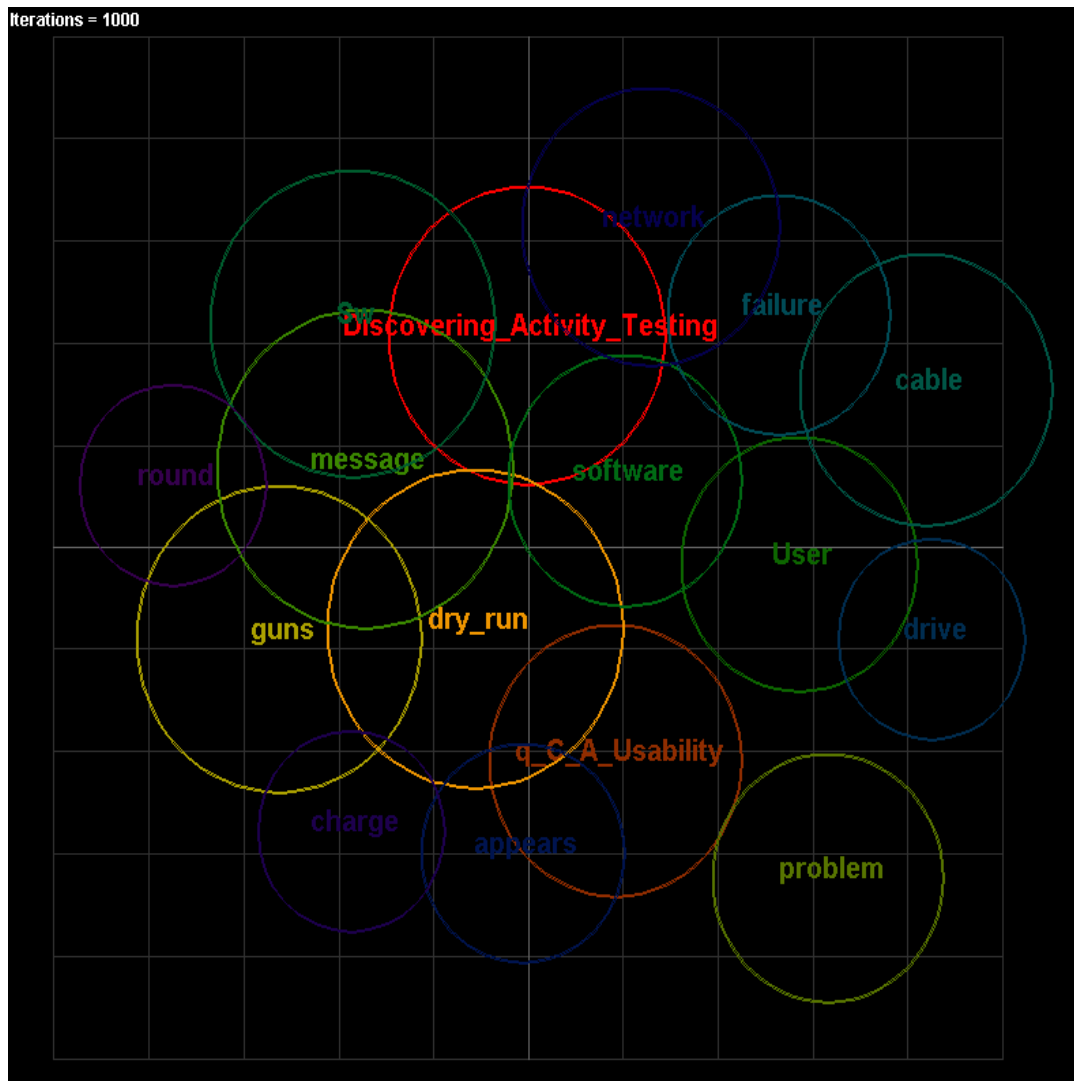 Iterations = 1000
network
failure
Sw
Discovering_Activity_Testing
cable
message
software
round
User
dry_run
guns
drive
q_C_A_Usability
charge
appears
problem